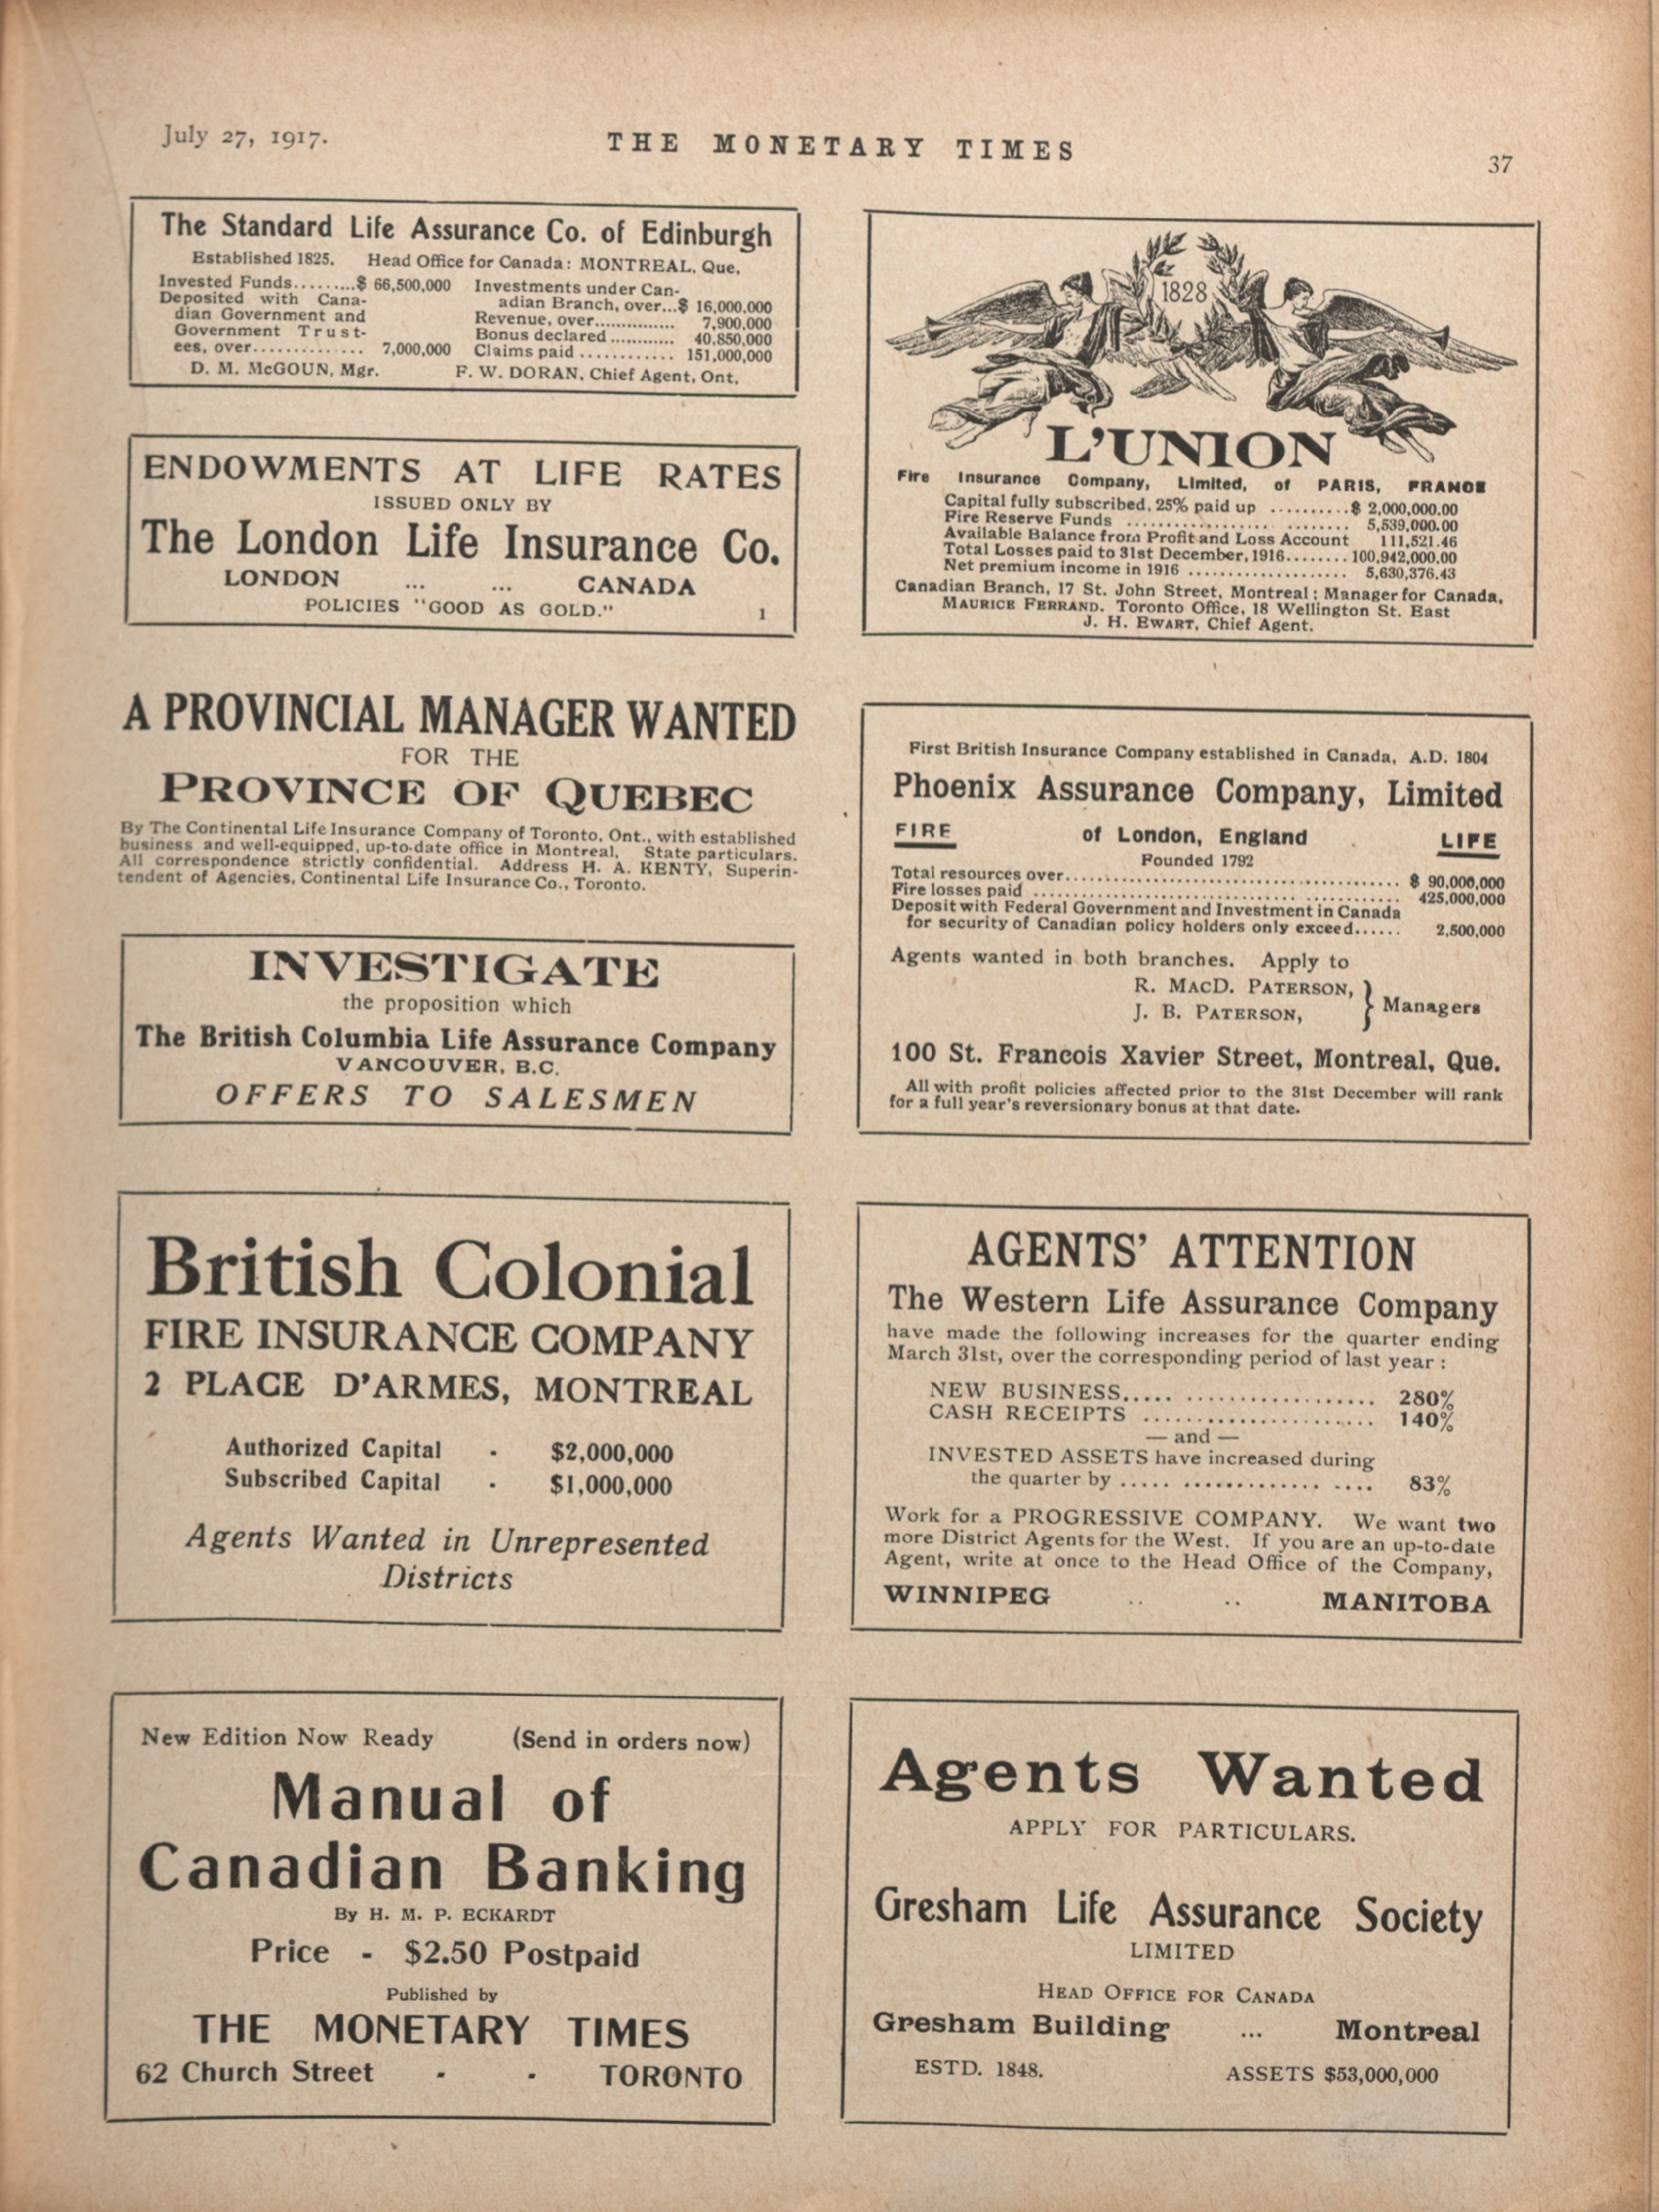 July 27, 1917.
THE MONETARY TIMES
37
The Standard Life Assurance Co. of Edinburgh
Established 1825. Head Office for Canada: MONTREAL, Que.
Invested Funds.........$ 66,500,000
Deposited with Cana-
dian Government and
Government Trust-
ees, over.............. 7,000,000
Investments under Can-
adian Branch, over...$ 16,000,000
Revenue, over............... 7,900,000
Bonus declared ............ 40,850,000
Claims paid ............ 151,000,000
D. M. McGOUN, Mgr. F. W. DORAN, Chief Agent, Ont.
ENDOWMENTS AT LIFE RATES
ISSUED ONLY BY
The London Life Insurance Co.
LONDON ... ... CANADA
POLICIES "GOOD AS GOLD." 1
A PROVINCIAL MANAGER WANTED
FOR THE
PROVINCE OF QUEBEC
By The Continental Life Insurance Company of Toronto, Ont., with established
business and well-equipped, up-to-date office in Montreal. State particulars.
All correspondence strictly confidential. Address H. A. KENTY, Superin-
tendent of Agencies, Continental Life Insurance Co., Toronto.
INVESTIGATE
the proposition which
The British Columbia Life Assurance Company
VANCOUVER, B.C.
OFFERS TO SALESMEN
British Colonial
FIRE INSURANCE COMPANY
2 PLACE D'ARMES, MONTREAL
Authorized Capital - $2,000,000
Subscribed Capital - $1,000,000
Agents Wanted in Unrepresented
Districts
New Edition Now Ready (Send in orders now)
Manual of
Canadian Banking
By H. M. P. ECKARDT
Price - $2.50 Postpaid
Published by
THE MONETARY TIMES
62 Church Street - - TORONTO
1828
L'UNION
Fire Insurance Company, Limited, of PARIS, FRANCE
Capital fully subscribed, 25% paid up ..........$ 2,000,000.00
Fire Reserve Funds .................. ........ 5,539,000.00
Available Balance from Profit and Loss Account 111,521.46
Total Losses paid to 31st December, 1916........ 100,942,000.00
Net premium income in 1916 .................... 5,630,376.43
Canadian Branch, 17 St. John Street, Montreal; Manager for Canada,
MAURICE FERRAND. Toronto Office, 18 Wellington St. East
J. H. EWART, Chief Agent.
First British Insurance Company established in Canada, A.D. 1804
Phoenix Assurance Company, Limited
FIRE of London, England LIFE
Founded 1792
Total resources over.......................................... $ 90,000,000
Fire losses paid .............................................. 425,000,000
Deposit with Federal Government and Investment in Canada
for security of Canadian policy holders only exceed...... 2,500,000
Agents wanted in both branches. Apply to
R. MACD. PATERSON,
J. B. PATERSON, } Managers
100 St. Francois Xavier Street, Montreal, Que.
All with profit policies affected prior to the 31st December will rank
for a full year's reversionary bonus at that date.
AGENTS' ATTENTION
The Western Life Assurance Company
have made the following increases for the quarter ending
March 31st, over the corresponding period of last year :
NEW BUSINESS..... .................. 280%
CASH RECEIPTS ....................... 140%
— and —
INVESTED ASSETS have increased during
the quarter by ..... ............. .... 83%
Work for a PROGRESSIVE COMPANY. We want two
more District Agents for the West. If you are an up-to-date
Agent, write at once to the Head Office of the Company,
WINNIPEG .. .. MANITOBA
Agents Wanted
APPLY FOR PARTICULARS.
Gresham Life Assurance Society
LIMITED
HEAD OFFICE FOR CANADA
Gresham Building ... Montreal
ESTD. 1848. ASSETS $53,000,000